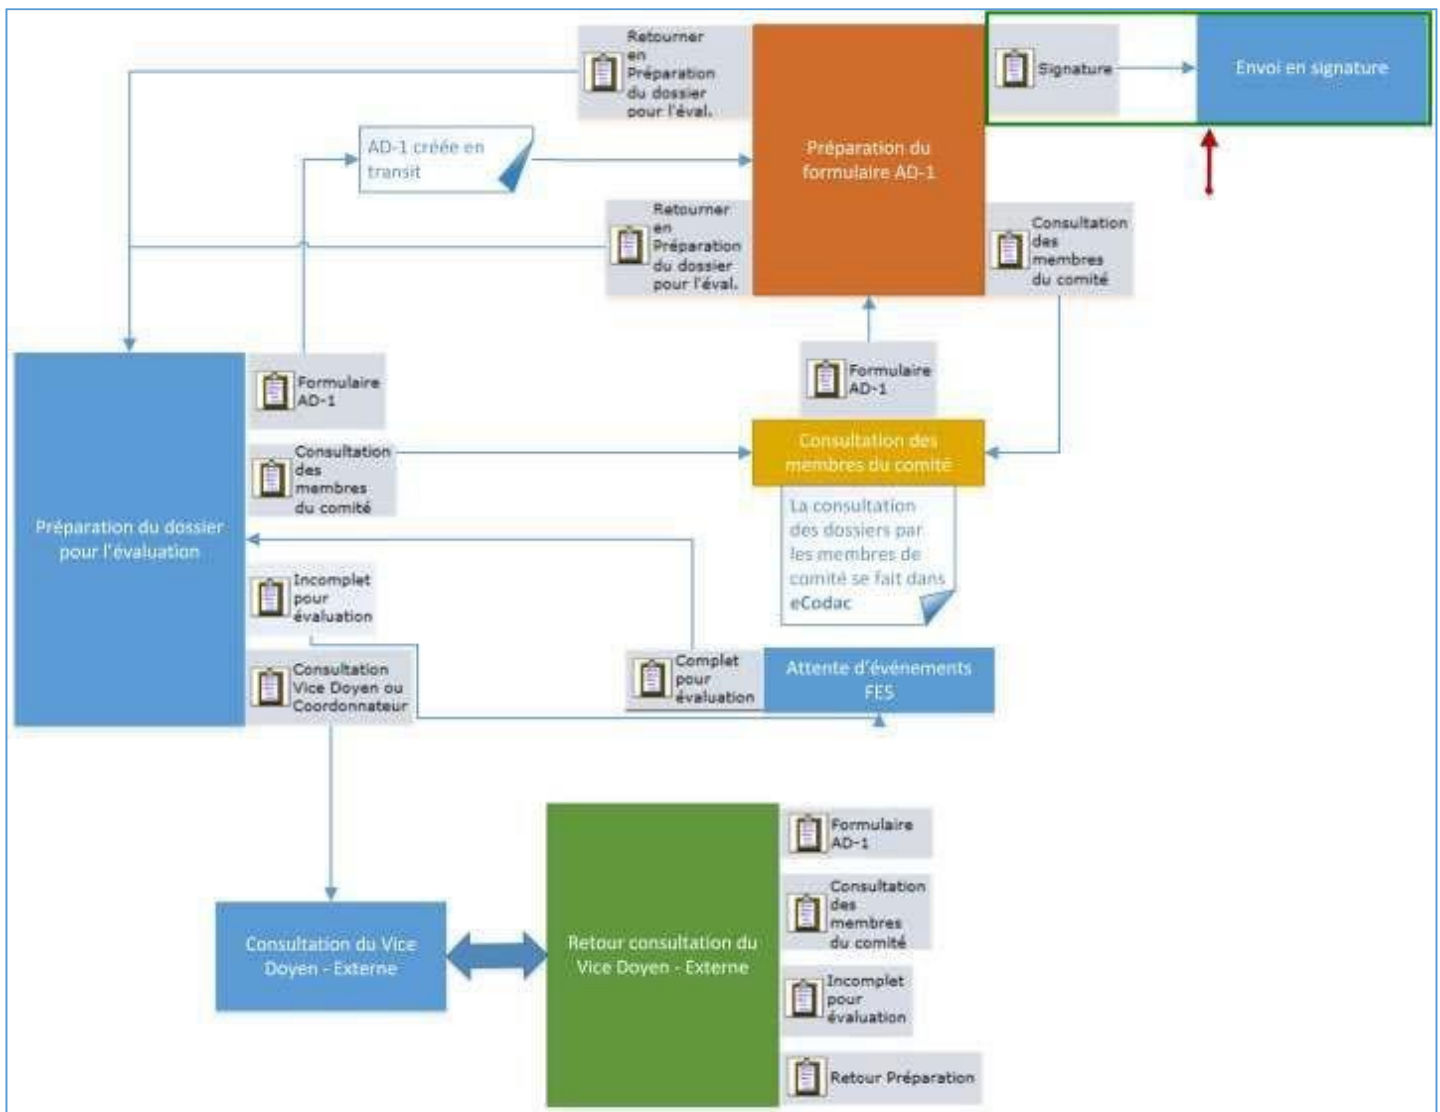 Retourner
en
Préparation
du dossier
pour l'éval.
Signature
Envoi en signature
AD-1 créée en
transit
Préparation du
formulaire AD-1
Retourner
en
Préparation
du dossier
pour l'éval.
Consultation
des
membres
du comité
Formulaire
AD-1
Formulaire
AD-1
Consultation des
membres du comité
Consultation
des
membres
du comité
Préparation du dossier
pour l'évaluation
La consultation
des dossiers par
les membres de
comité se fait dans
eCodac
Incomplet
pour
évaluation
Consultation
Vice Doyen ou
Coordonnateur
Complet
pour
évaluation
Attente d'événements
FES
Formulaire
AD-1
Consultation
des
membres
du comité
Consultation du Vice
Doyen - Externe
Retour consultation du
Vice Doyen - Externe
Incomplet
pour
évaluation
Retour Préparation